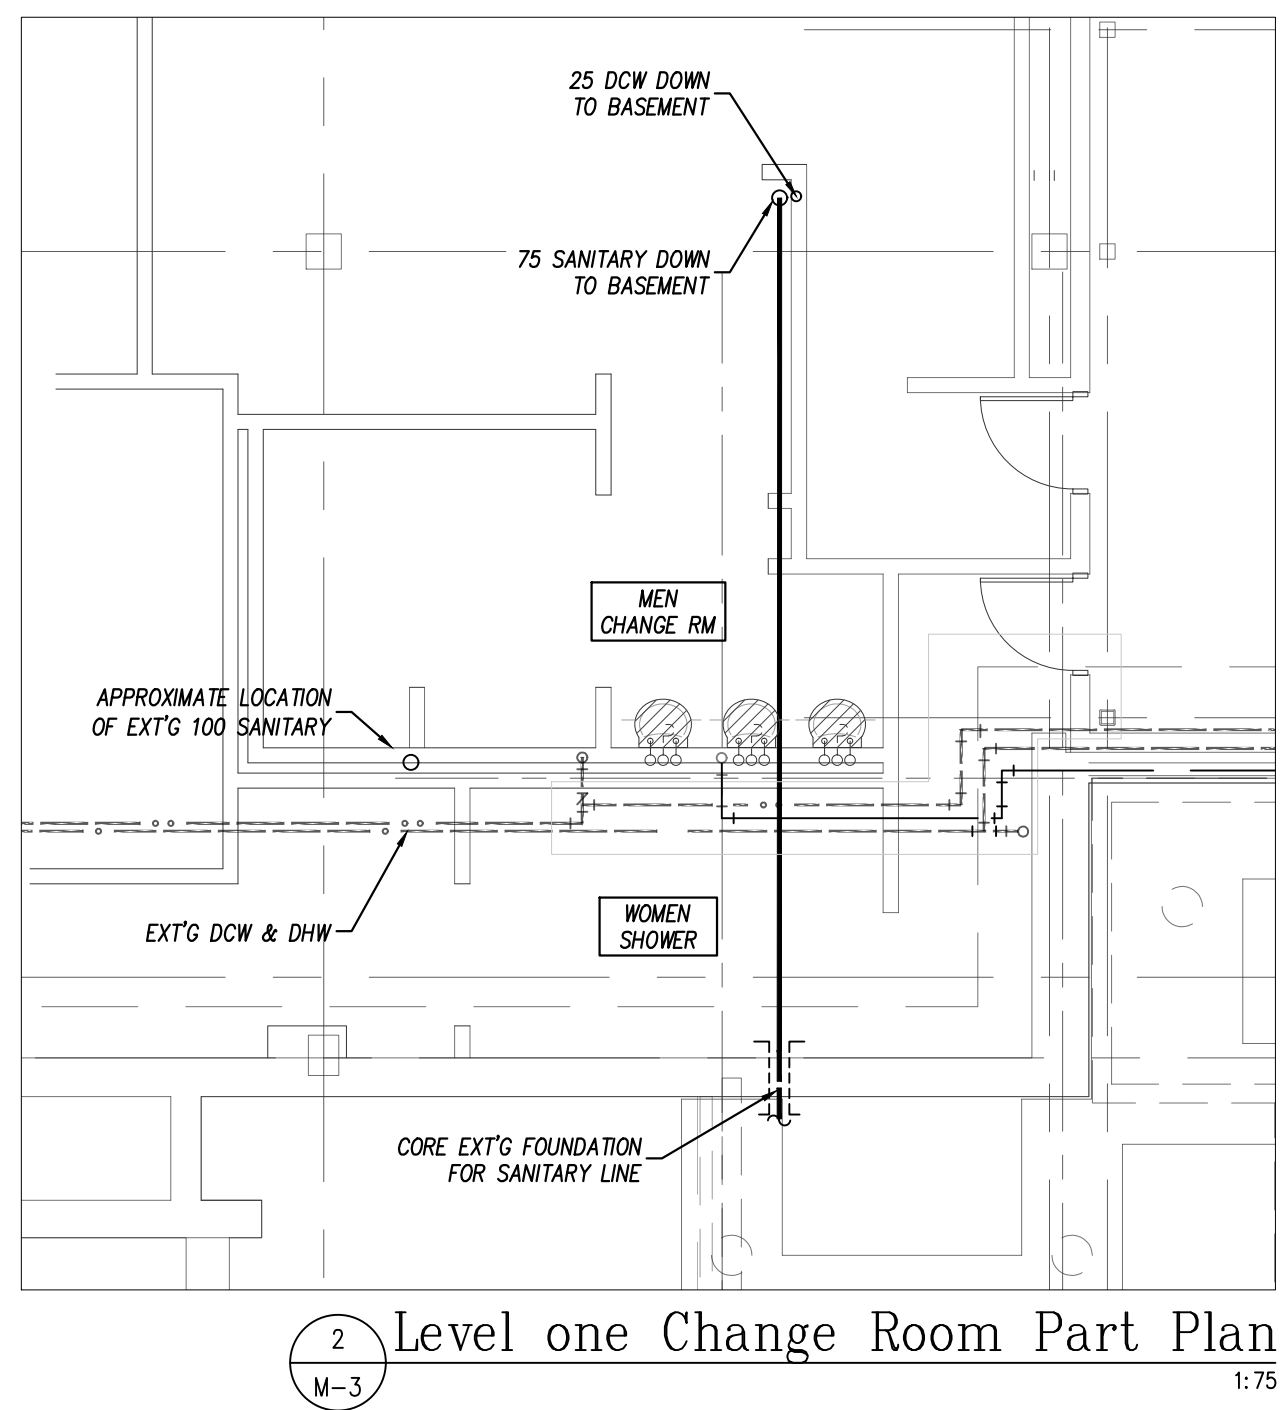 25 DCW DOWN
TO BASEMENT
75 SANITARY DOWN
TO BASEMENT
MEN
CHANGE RM
APPROXIMATE LOCATION
OF EXT'G 100 SANITARY
EXT'G DCW & DHW
WOMEN
SHOWER
CORE EXT'G FOUNDATION
FOR SANITARY LINE
2
M-3
Level one Change Room Part Plan
1:75